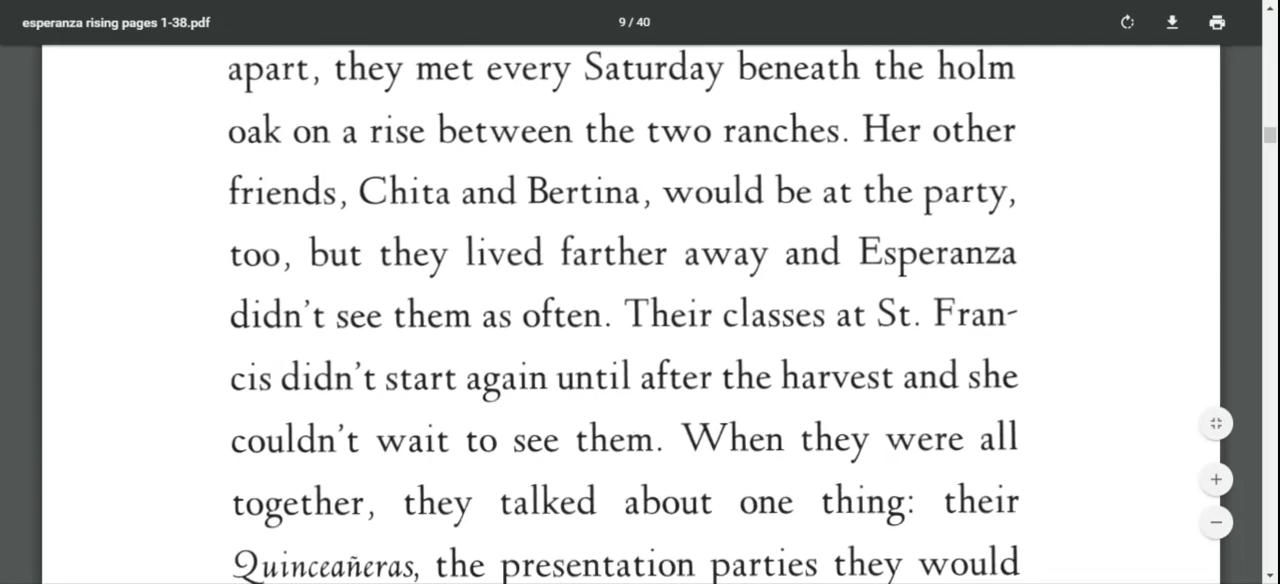 esperanza rising pages 1-38.pdf
9 / 40
apart, they met every Saturday beneath the holm
oak on a rise between the two ranches. Her other
friends, Chita and Bertina, would be at the party,
too, but they lived farther away and Esperanza
didn't see them as often. Their classes at St. Fran-
cis didn't start again until after the harvest and she
couldn't wait to see them. When they were all
together, they talked about one thing: their
Quinceañeras, the presentation parties they would